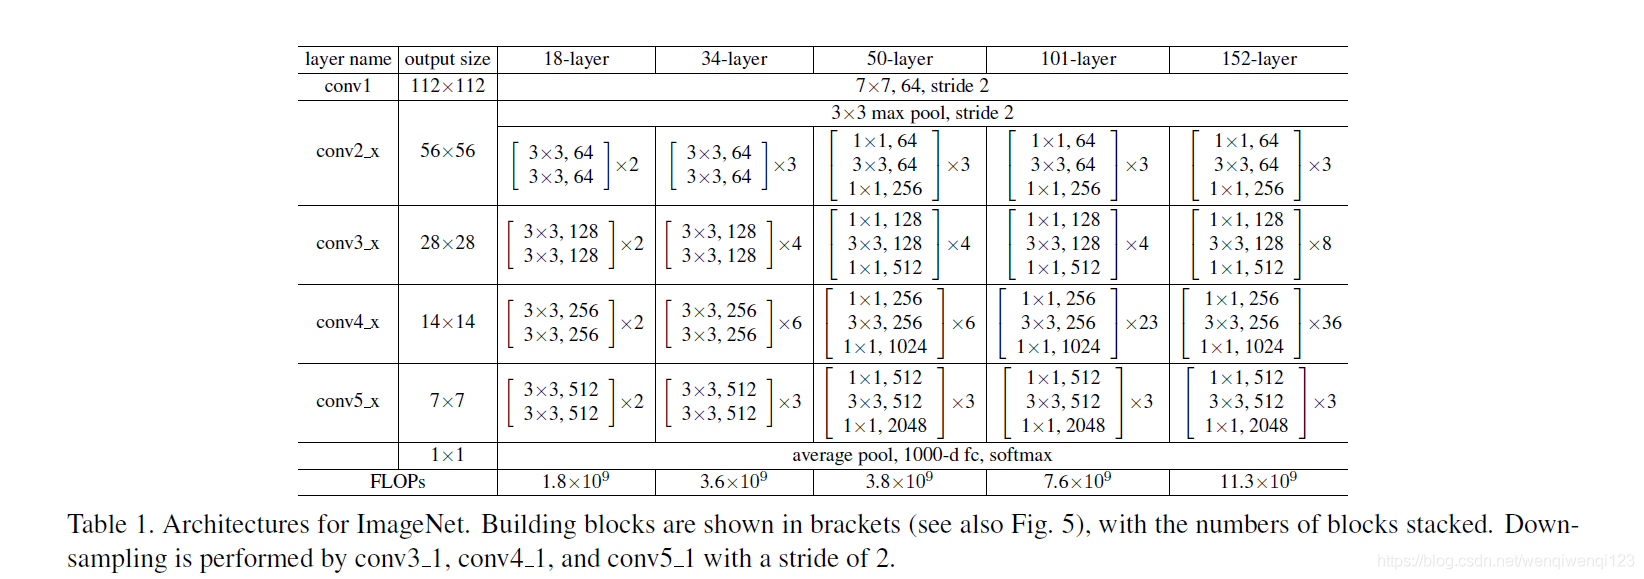 layer name output size 18-layer 34-layer 50-layer 101-layer 152-layer
conv1 112×112 7×7, 64, stride 2
3×3 max pool, stride 2
conv2_x 56×56 [3×3, 64 3×3, 64]×2 [3×3, 64 3×3, 64]×3 [1×1, 64 3×3, 64 1×1, 256]×3 [1×1, 64 3×3, 64 1×1, 256]×3 [1×1, 64 3×3, 64 1×1, 256]×3
conv3_x 28×28 [3×3, 128 3×3, 128]×2 [3×3, 128 3×3, 128]×4 [1×1, 128 3×3, 128 1×1, 512]×4 [1×1, 128 3×3, 128 1×1, 512]×4 [1×1, 128 3×3, 128 1×1, 512]×8
conv4_x 14×14 [3×3, 256 3×3, 256]×2 [3×3, 256 3×3, 256]×6 [1×1, 256 3×3, 256 1×1, 1024]×6 [1×1, 256 3×3, 256 1×1, 1024]×23 [1×1, 256 3×3, 256 1×1, 1024]×36
conv5_x 7×7 [3×3, 512 3×3, 512]×2 [3×3, 512 3×3, 512]×3 [1×1, 512 3×3, 512 1×1, 2048]×3 [1×1, 512 3×3, 512 1×1, 2048]×3 [1×1, 512 3×3, 512 1×1, 2048]×3
1×1 average pool, 1000-d fc, softmax
FLOPs 1.8×10⁹ 3.6×10⁹ 3.8×10⁹ 7.6×10⁹ 11.3×10⁹
Table 1. Architectures for ImageNet. Building blocks are shown in brackets (see also Fig. 5), with the numbers of blocks stacked. Down-
sampling is performed by conv3_1, conv4_1, and conv5_1 with a stride of 2.
https://blog.csdn.net/wenqiwenqi123